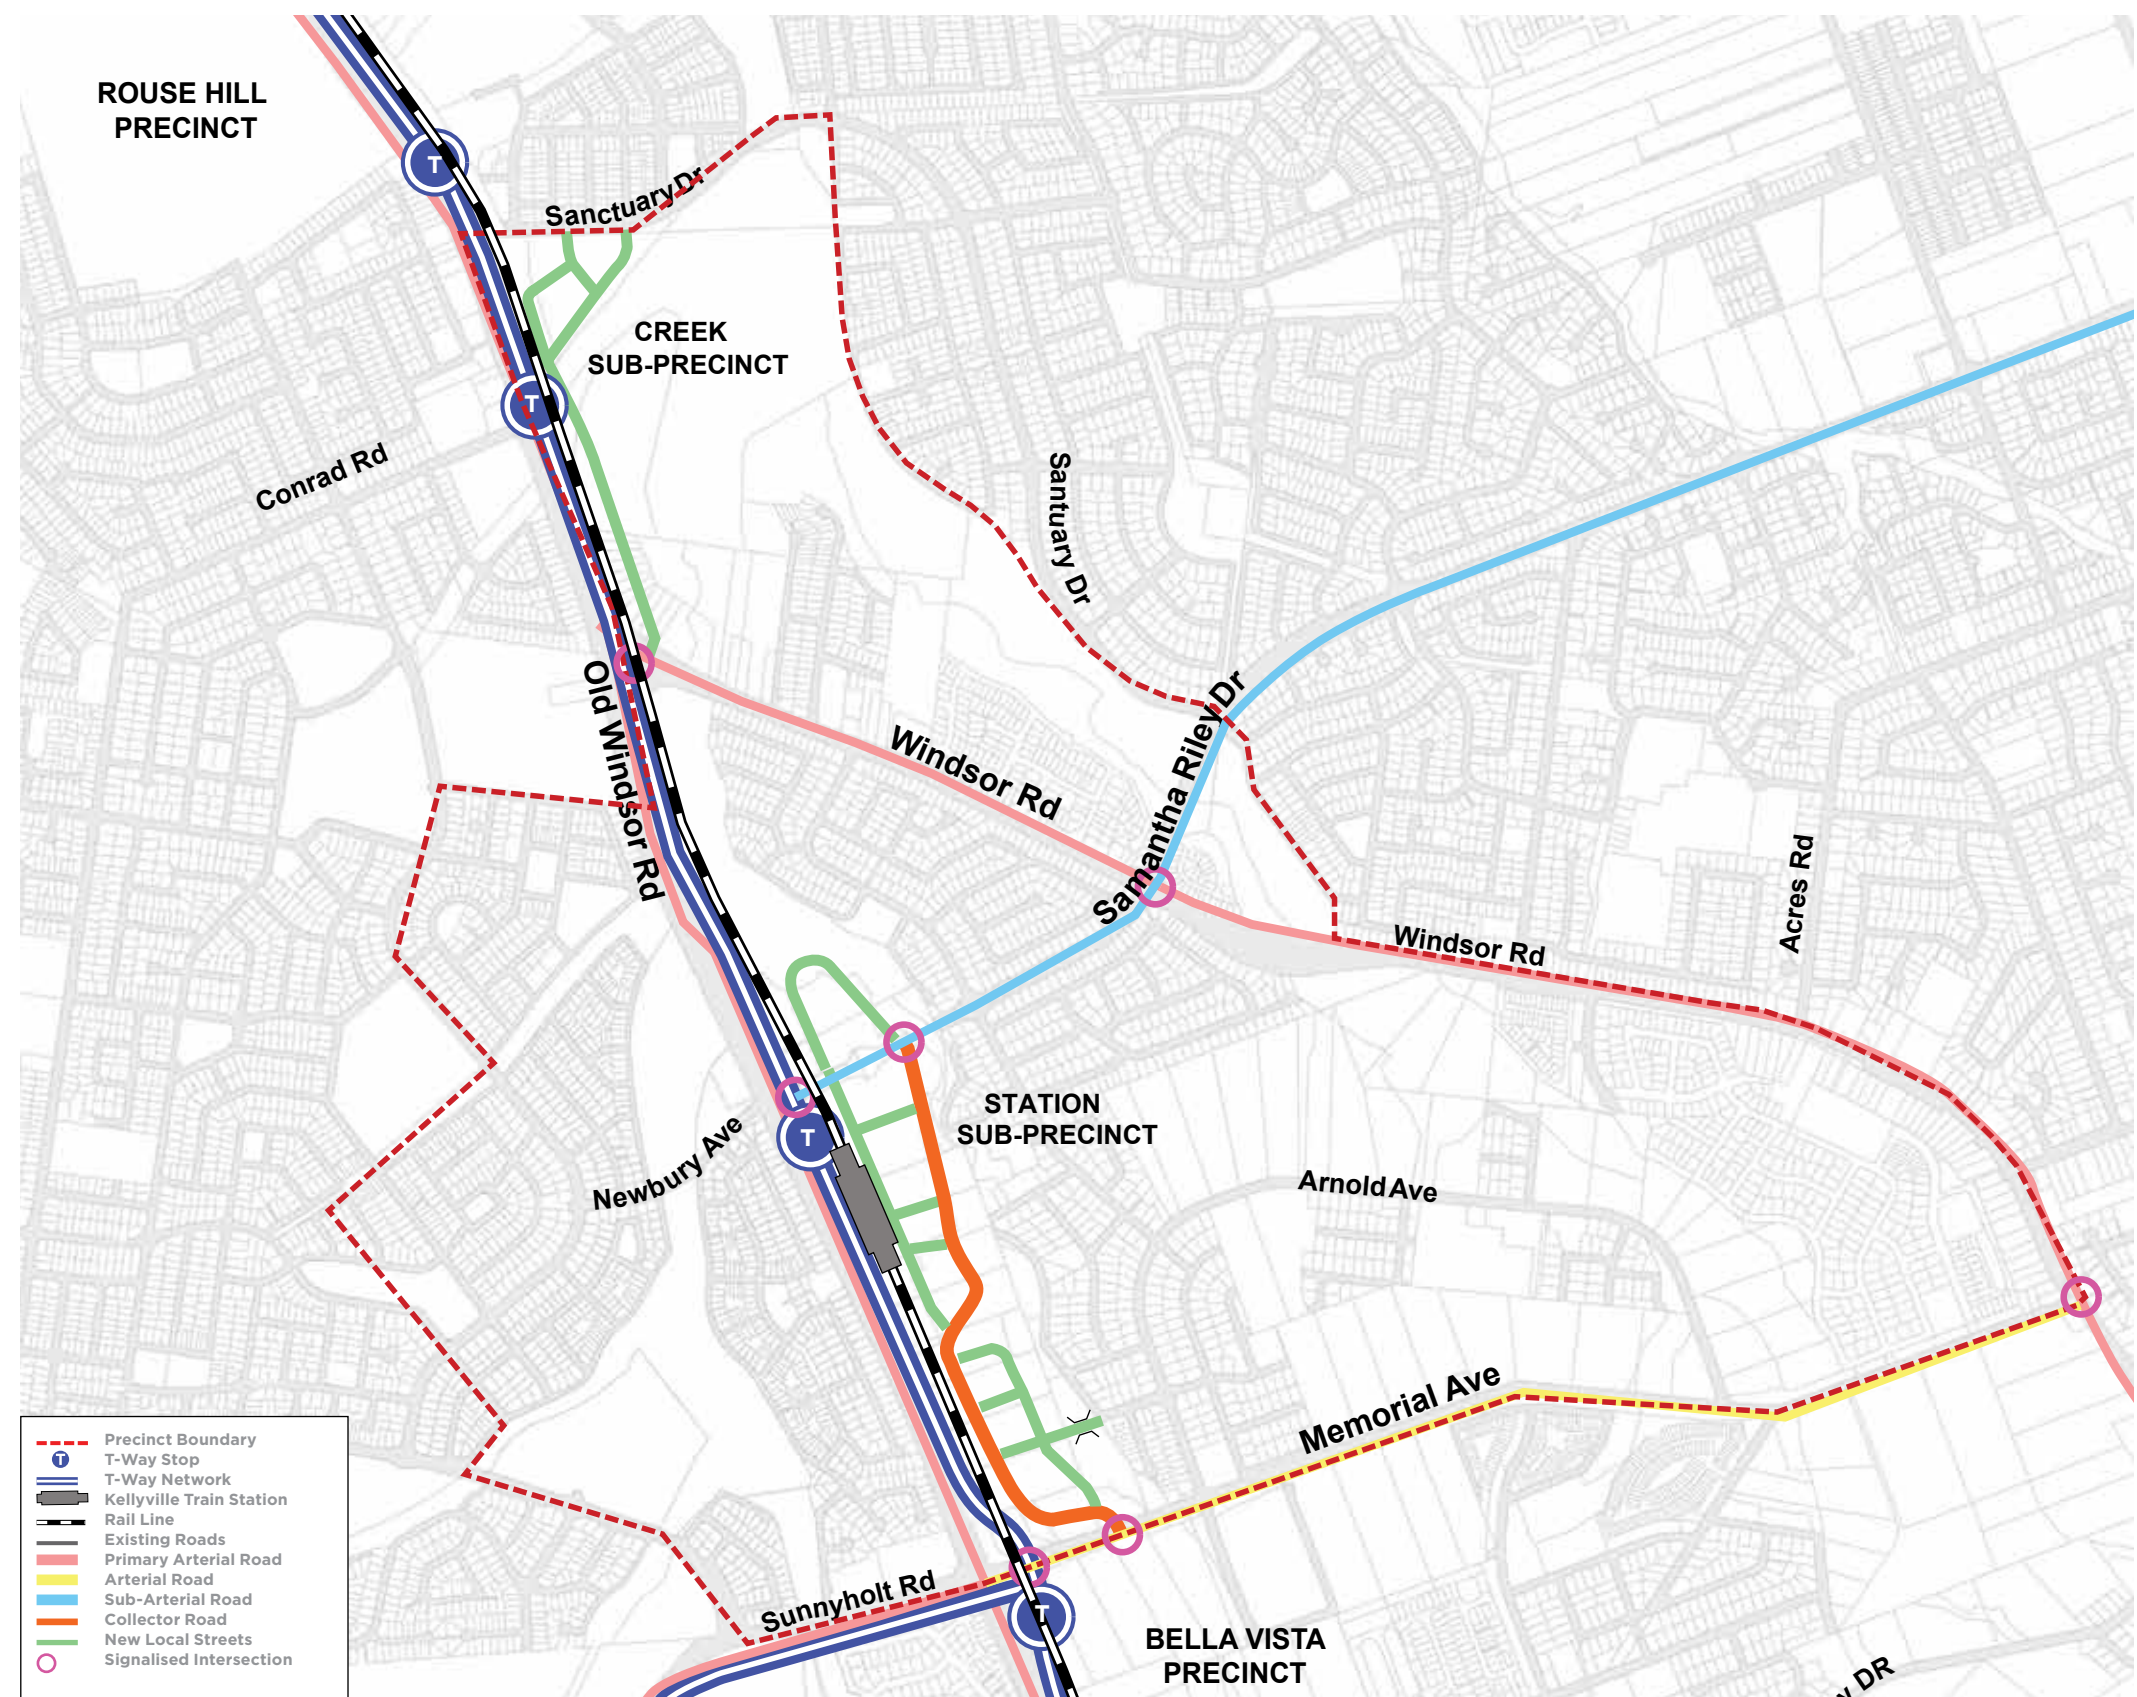 ROUSE HILL
PRECINCT
T
Sanctuary Dr
CREEK
SUB-PRECINCT
T
Conrad Rd
Santuary Dr
Old Windsor Rd
Windsor Rd
Samantha Riley Dr
Windsor Rd
Acres Rd
STATION
SUB-PRECINCT
T
Newbury Ave
Arnold Ave
Memorial Ave
Sunnyholt Rd
T
BELLA VISTA
PRECINCT
DR
Precinct Boundary
T T-Way Stop
T-Way Network
Kellyville Train Station
Rail Line
Existing Roads
Primary Arterial Road
Arterial Road
Sub-Arterial Road
Collector Road
New Local Streets
Signalised Intersection